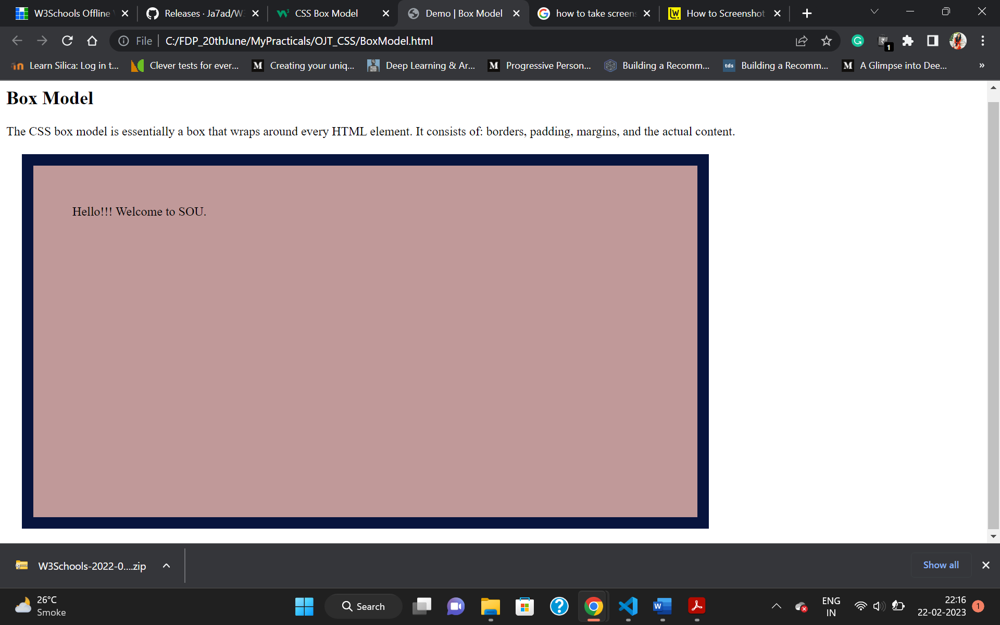 W3Schools Offline
Releases · Ja7ad/W3
CSS Box Model
Demo | Box Model
how to take screens
How to Screenshot
File
C:/FDP_20thJune/MyPracticals/OJT_CSS/BoxModel.html
1
Learn Silica: Log in t...
Clever tests for ever...
Creating your uniq...
Deep Learning & Ar...
Progressive Person...
Building a Recomm...
tds
Building a Recomm...
A Glimpse into Dee...
»
Box Model
The CSS box model is essentially a box that wraps around every HTML element. It consists of: borders, padding, margins, and the actual content.
Hello!!! Welcome to SOU.
W3Schools-2022-0....zip
Show all
26°C
Smoke
Search
ENG
IN
22:16
22-02-2023
1